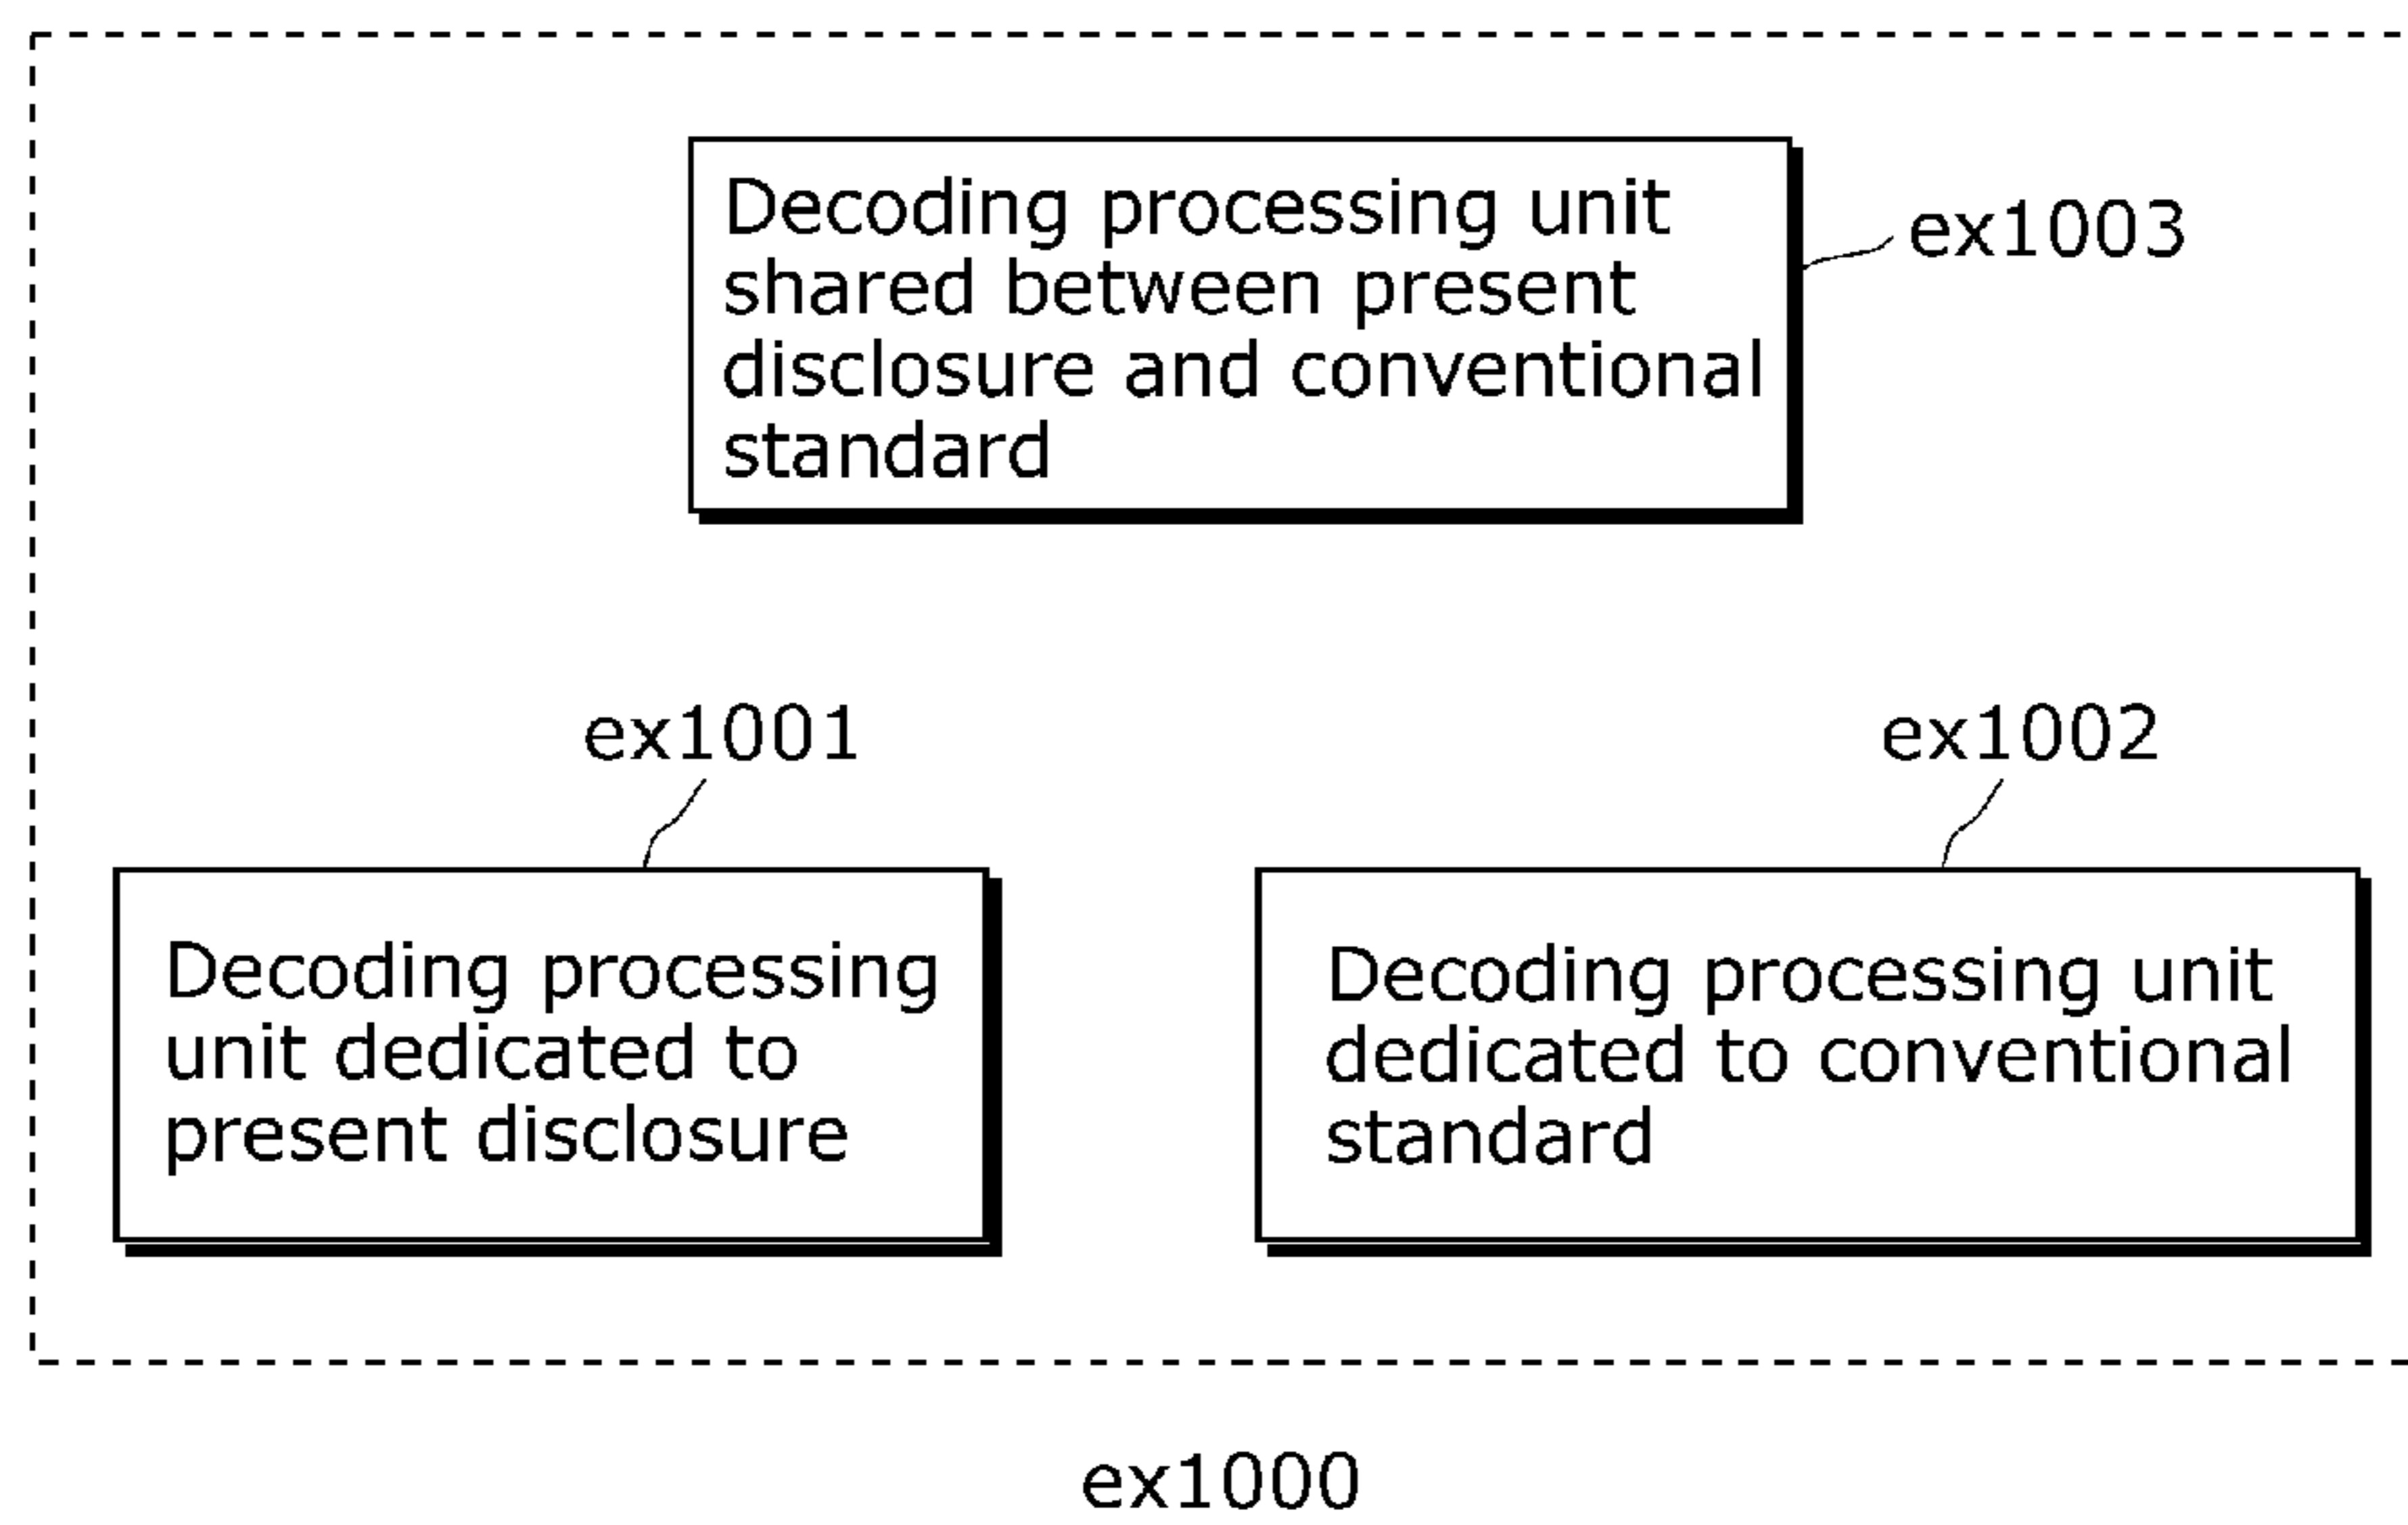 Decoding processing unit
shared between present
disclosure and conventional
standard
ex1003
ex1001
ex1002
Decoding processing
unit dedicated to
present disclosure
Decoding processing unit
dedicated to conventional
standard
ex1000